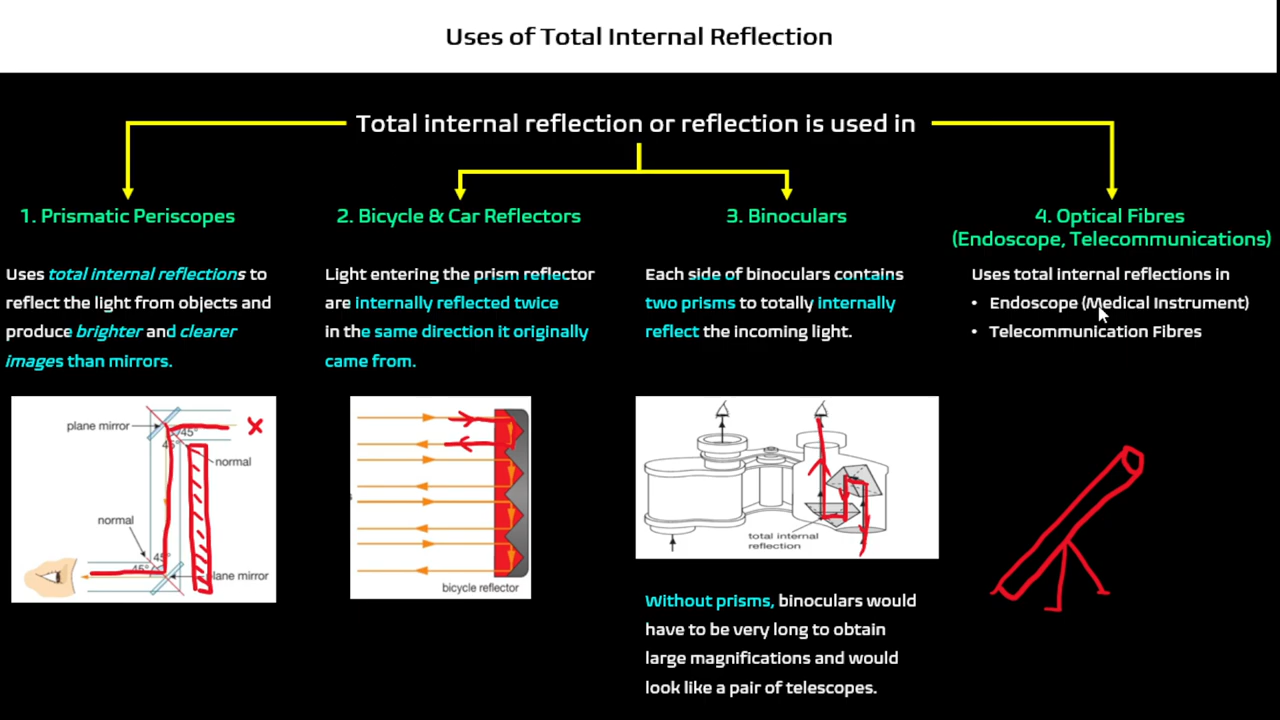 Uses of Total Internal Reflection
Total internal reflection or reflection is used in
1. Prismatic Periscopes
Uses total internal reflections to
reflect the light from objects and
produce brighter and clearer
images than mirrors.
plane mirror
45°
45°
normal
normal
45°
45°
plane mirror
2. Bicycle & Car Reflectors
Light entering the prism reflector
are internally reflected twice
in the same direction it originally
came from.
bicycle reflector
3. Binoculars
Each side of binoculars contains
two prisms to totally internally
reflect the incoming light.
total internal
reflection
Without prisms, binoculars would
have to be very long to obtain
large magnifications and would
look like a pair of telescopes.
4. Optical Fibres
(Endoscope, Telecommunications)
Uses total internal reflections in
• Endoscope (Medical Instrument)
• Telecommunication Fibres